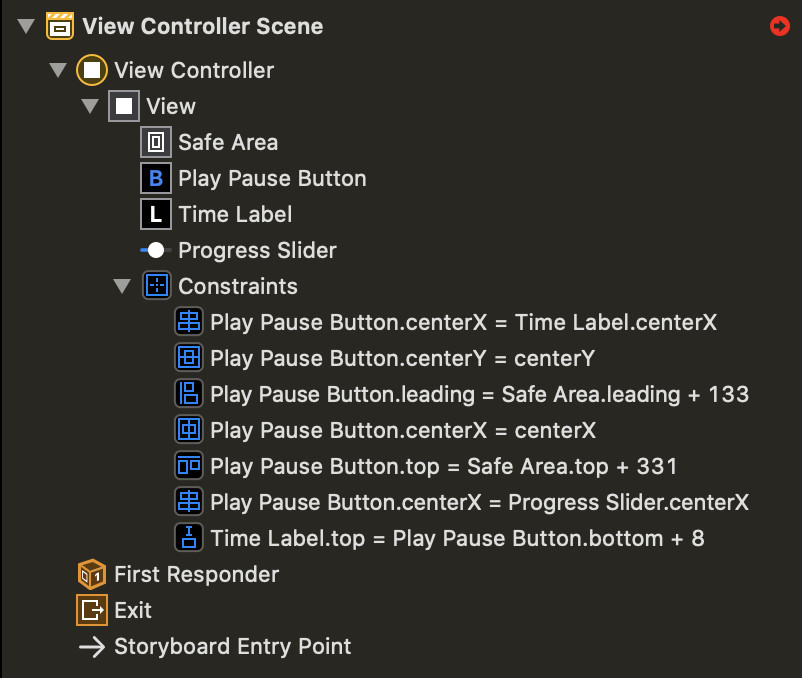 View Controller Scene
View Controller
View
Safe Area
B Play Pause Button
L Time Label
Progress Slider
Constraints
Play Pause Button.centerX = Time Label.centerX
Play Pause Button.centerY = centerY
Play Pause Button.leading = Safe Area.leading + 133
Play Pause Button.centerX = centerX
Play Pause Button.top = Safe Area.top + 331
Play Pause Button.centerX = Progress Slider.centerX
Time Label.top = Play Pause Button.bottom + 8
1 First Responder
Exit
Storyboard Entry Point